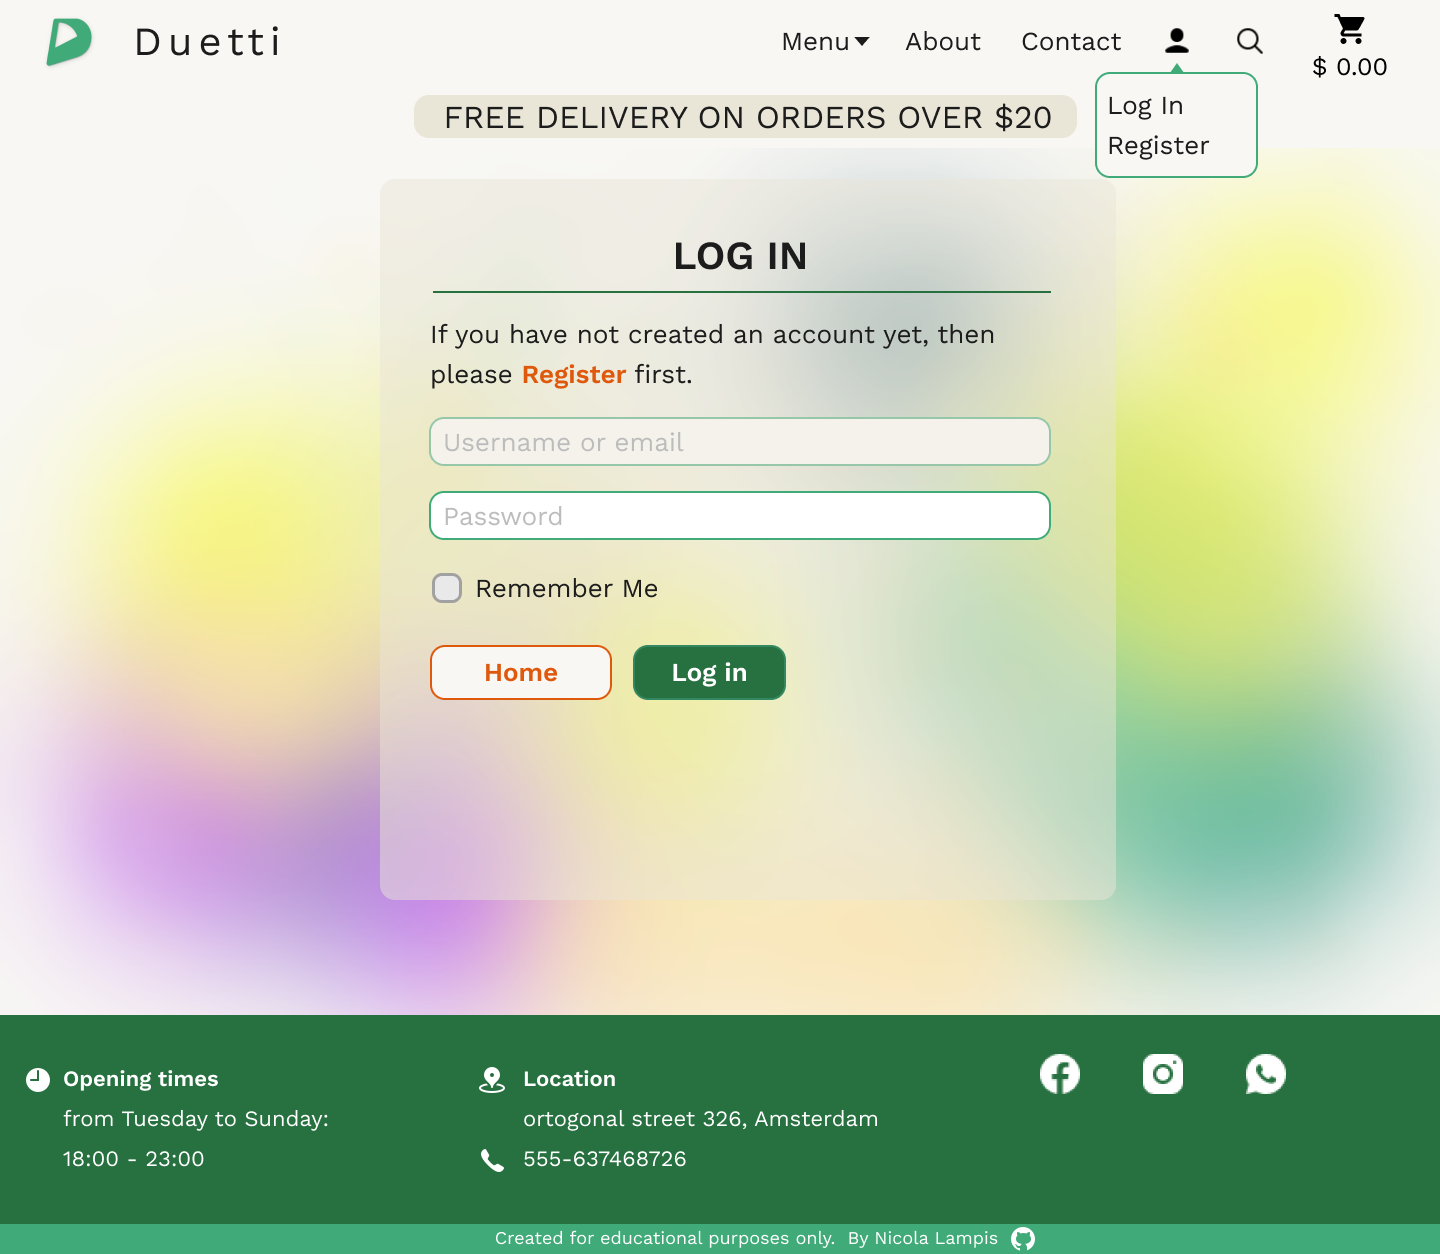 Duetti
Menu
About
Contact
$ 0.00
Log In
Register
FREE DELIVERY ON ORDERS OVER $20
LOG IN
If you have not created an account yet, then
please Register first.
Username or email
Password
Remember Me
Home
Log in
Opening times
from Tuesday to Sunday:
18:00 - 23:00
Location
ortogonal street 326, Amsterdam
555-637468726
Created for educational purposes only. By Nicola Lampis